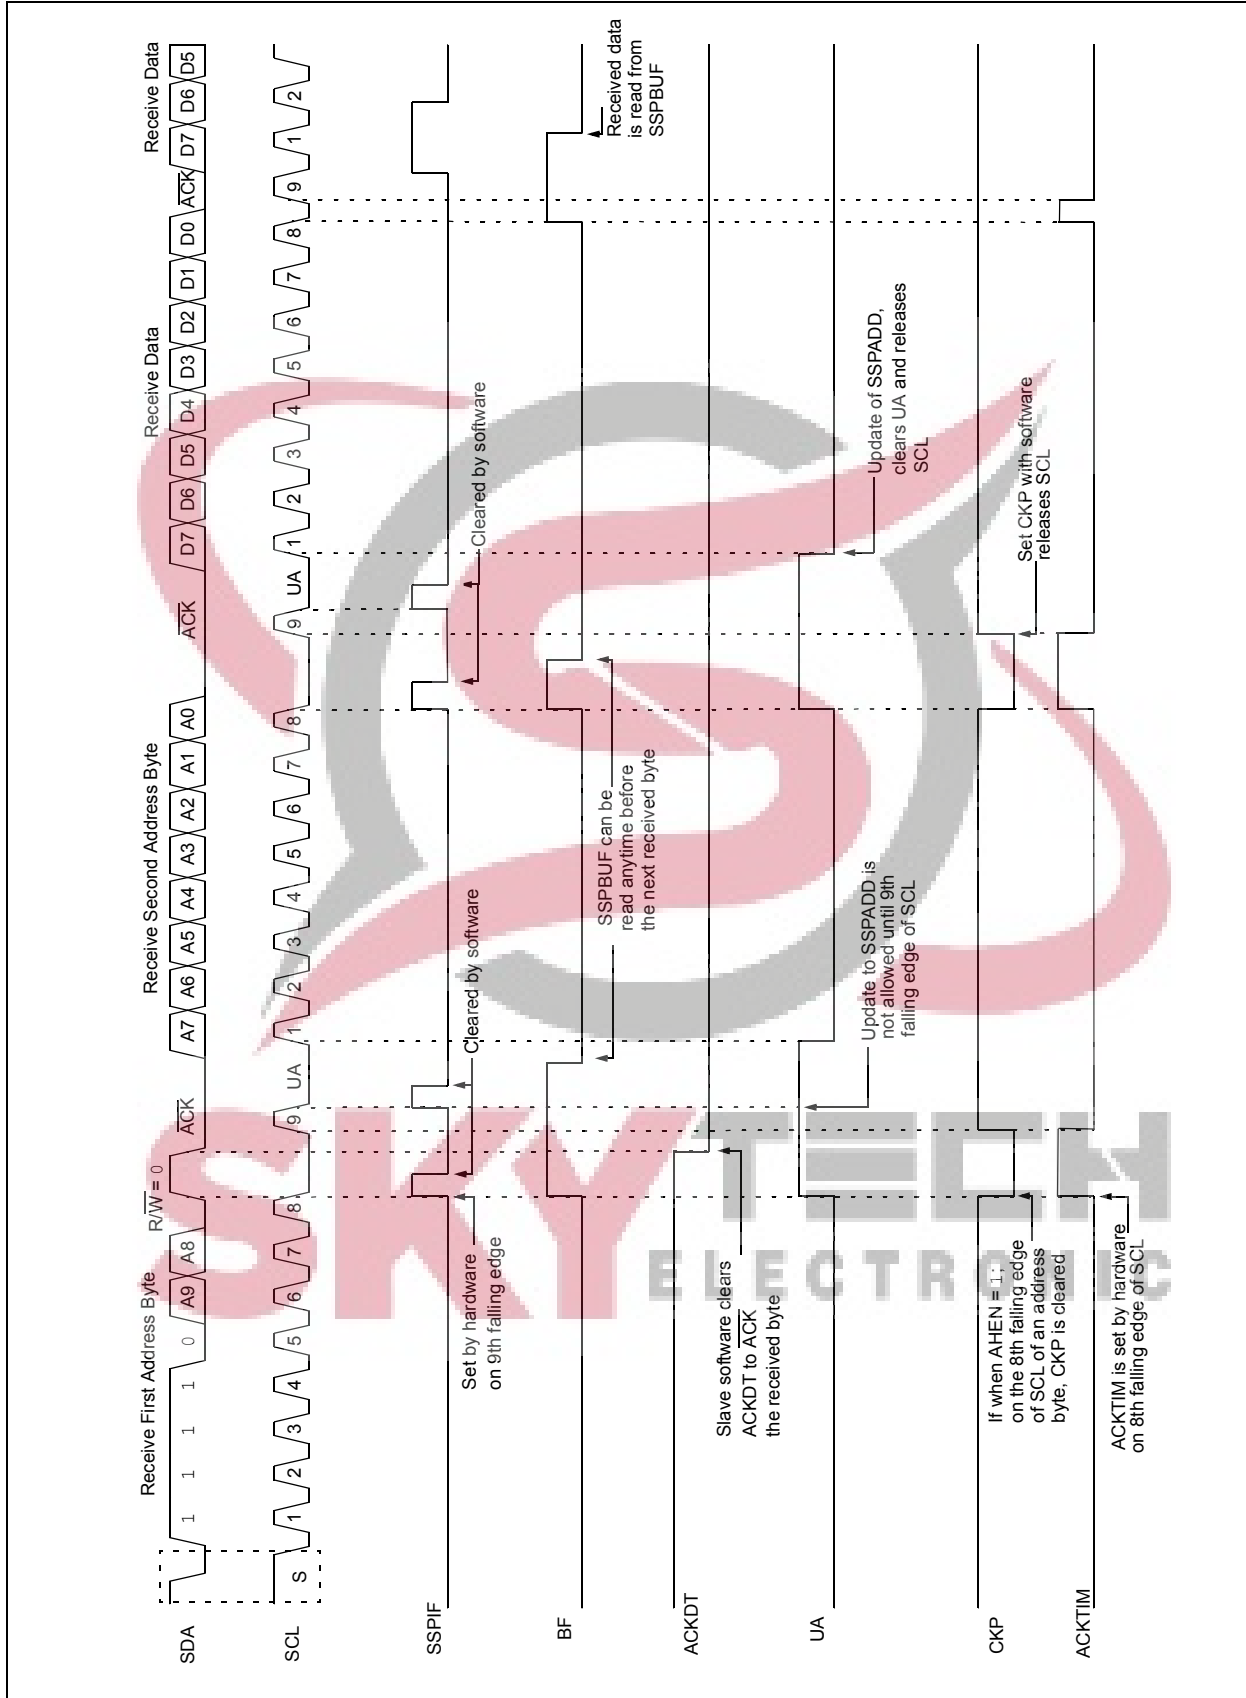 Receive First Address Byte
R/W = 0
Receive Second Address Byte
Receive Data
Receive Data
SDA
1 1 1 1 0 A9 A8
ACK
A7 A6 A5 A4 A3 A2 A1 A0
ACK
D7 D6 D5 D4 D3 D2 D1 D0
ACK
D7 D6 D5
SCL
S 1 2 3 4 5 6 7 8 9 UA 1 2 3 4 5 6 7 8 9 UA 1 2 3 4 5 6 7 8 9 1 2
SSPIF
Set by hardware
on 9th falling edge
Cleared by software
Cleared by software
BF
SSPBUF can be
read anytime before
the next received byte
Received data
is read from
SSPBUF
ACKDT
Slave software clears
ACKDT to ACK
the received byte
UA
Update to SSPADD is
not allowed until 9th
falling edge of SCL
Update of SSPADD,
clears UA and releases
SCL
CKP
If when AHEN = 1;
on the 8th falling edge
of SCL of an address
byte, CKP is cleared
Set CKP with software
releases SCL
ACKTIM
ACKTIM is set by hardware
on 8th falling edge of SCL
SKY TECH
ELECTRONIC